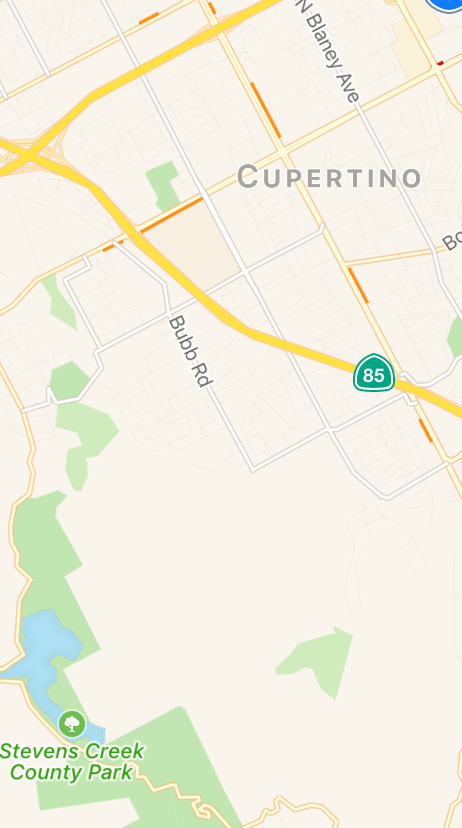 N Blaney Ave
CUPERTINO
Bubb Rd
85
Stevens Creek
County Park